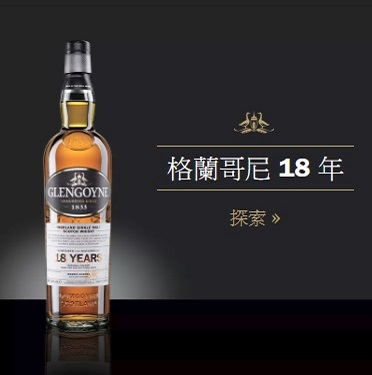 GLENGOYNE
1833
HIGHLAND SINGLE MALT
SCOTCH WHISKY
18 YEARS
格蘭哥尼 18 年
探索 »